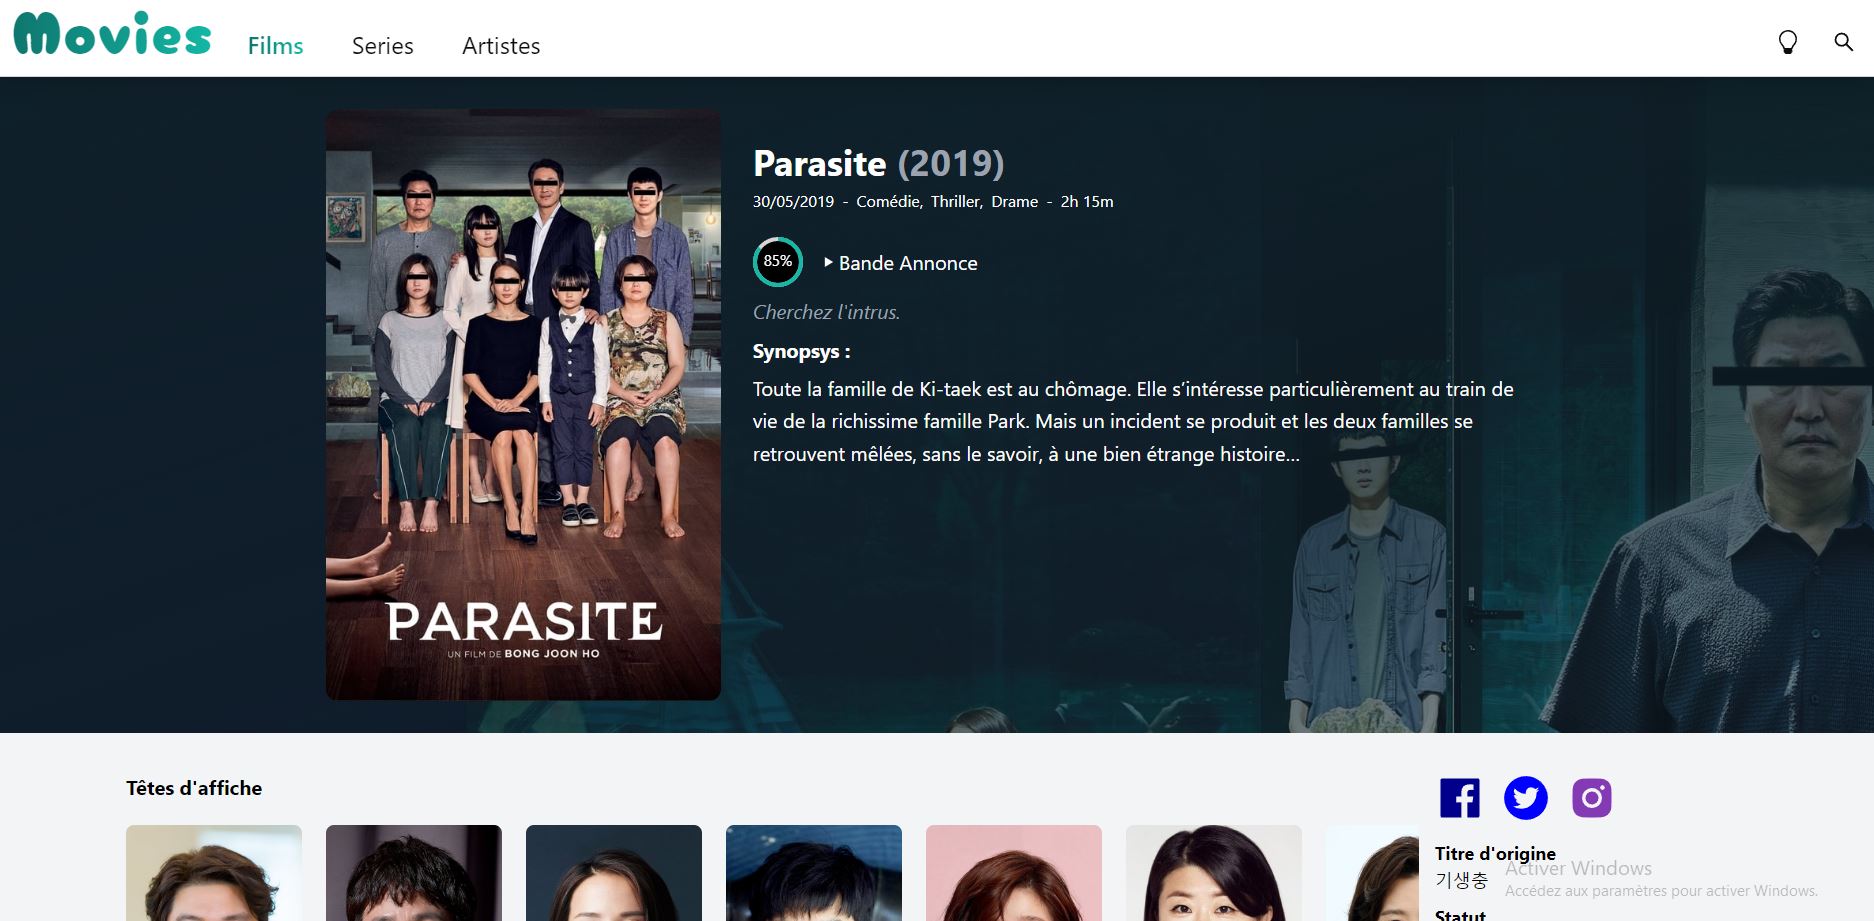 Movies
Films
Series
Artistes
Parasite (2019)
30/05/2019 - Comédie, Thriller, Drame - 2h 15m
85%
Bande Annonce
Cherchez l'intrus.
Synopsys :
Toute la famille de Ki-taek est au chômage. Elle s’intéresse particulièrement au train de
vie de la richissime famille Park. Mais un incident se produit et les deux familles se
retrouvent mêlées, sans le savoir, à une bien étrange histoire…
PARASITE
UN FILM DE BONG JOON HO
Têtes d'affiche
Titre d'origine
기생충
Statut
Activer Windows
Accédez aux paramètres pour activer Windows.